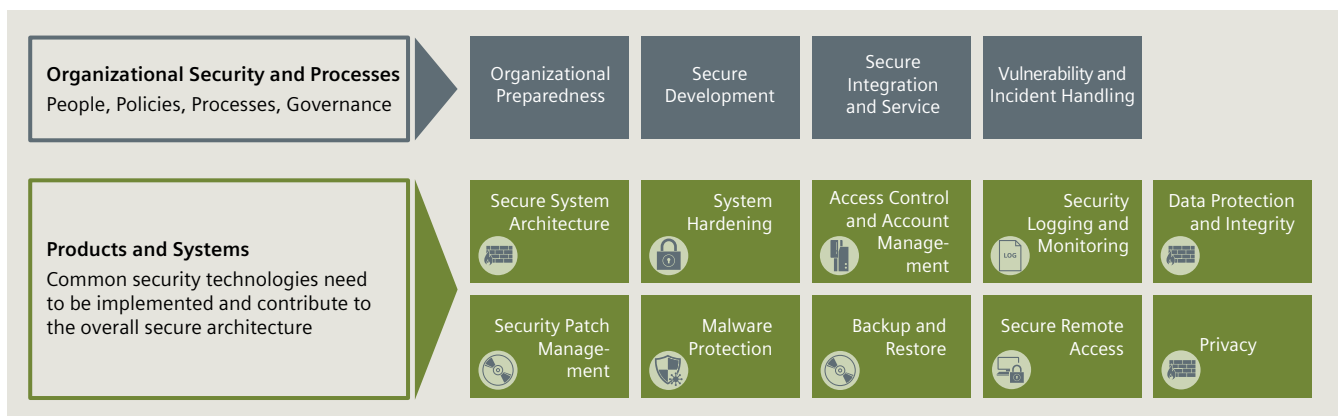 Organizational Security and Processes
People, Policies, Processes, Governance
Organizational
Preparedness
Secure
Development
Secure
Integration
and Service
Vulnerability and
Incident Handling
Products and Systems
Common security technologies need
to be implemented and contribute to
the overall secure architecture
Secure System
Architecture
System
Hardening
Access Control
and Account
Manage-
ment
Security
Logging and
Monitoring
LOG
Data Protection
and Integrity
Security Patch
Manage-
ment
Malware
Protection
Backup and
Restore
Secure Remote
Access
Privacy